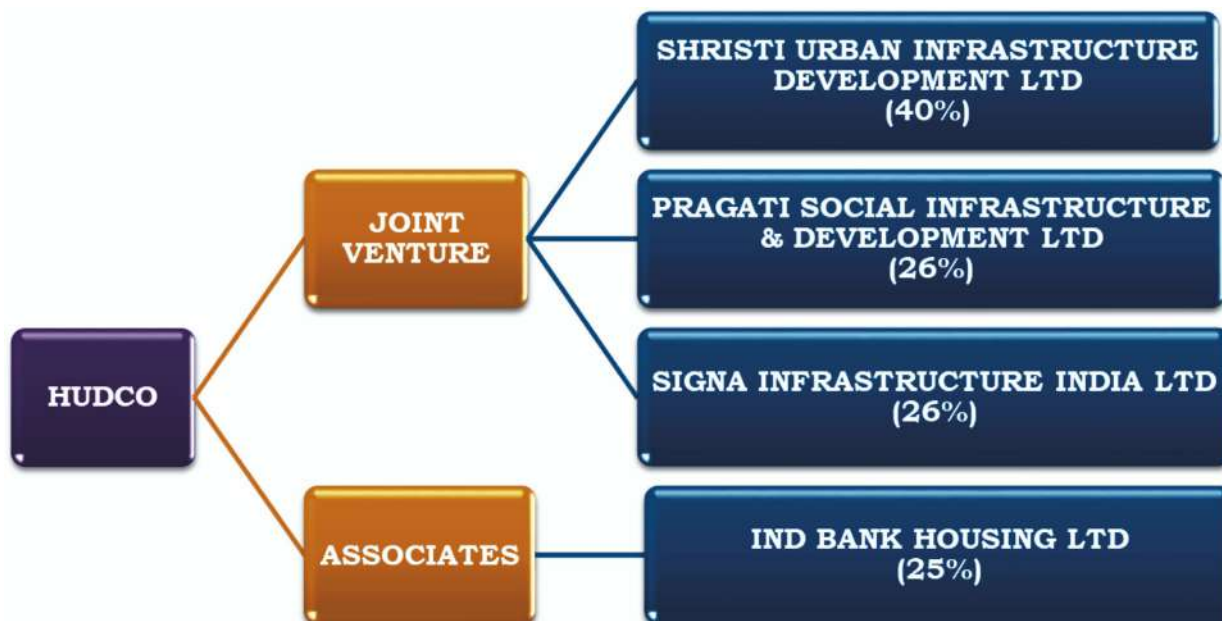 HUDCO
JOINT
VENTURE
SHRISTI URBAN INFRASTRUCTURE
DEVELOPMENT LTD
(40%)
PRAGATI SOCIAL INFRASTRUCTURE
& DEVELOPMENT LTD
(26%)
SIGNA INFRASTRUCTURE INDIA LTD
(26%)
ASSOCIATES
IND BANK HOUSING LTD
(25%)